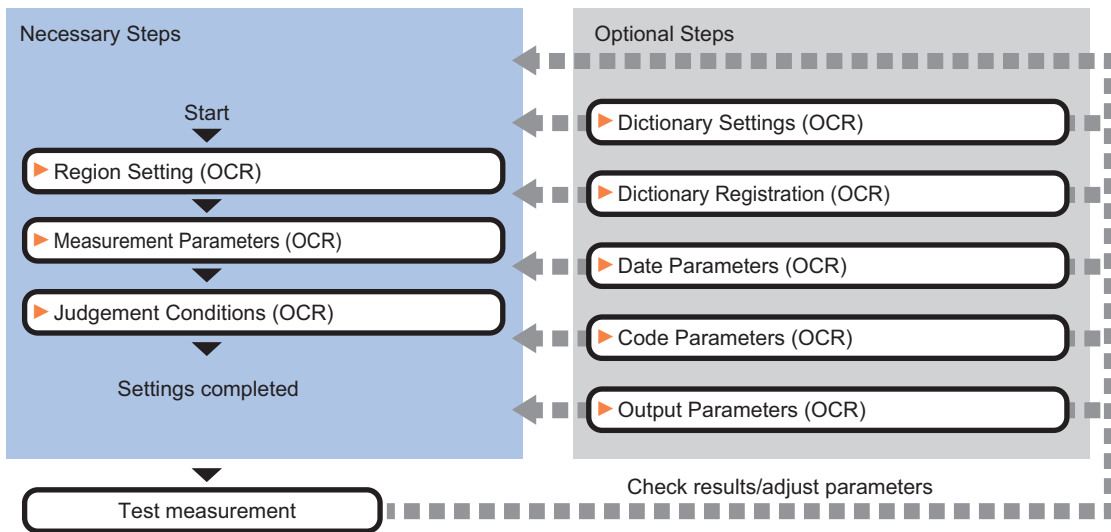 Necessary Steps
Start
Region Setting (OCR)
Measurement Parameters (OCR)
Judgement Conditions (OCR)
Settings completed
Test measurement
Optional Steps
Dictionary Settings (OCR)
Dictionary Registration (OCR)
Date Parameters (OCR)
Code Parameters (OCR)
Output Parameters (OCR)
Check results/adjust parameters